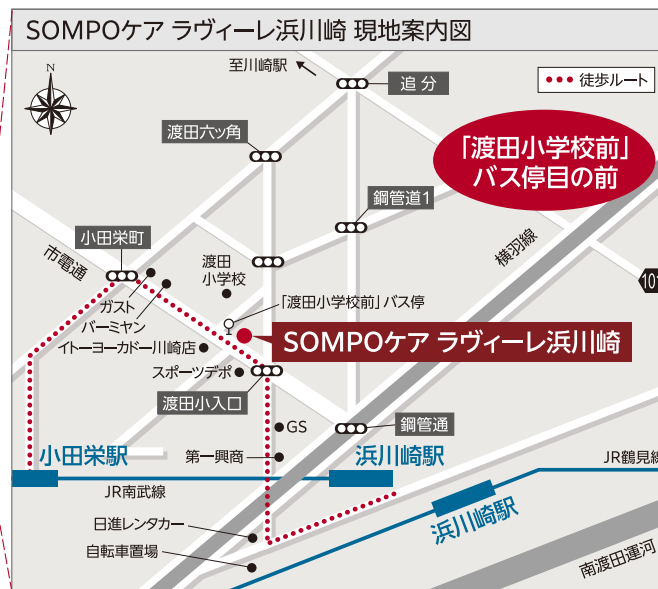 SOMPOケア ラヴィーレ浜川崎 現地案内図
N
至川崎駅
追分
徒歩ルート
渡田六ッ角
「渡田小学校前」
バス停目の前
鋼管道1
小田栄町
市電通
渡田
小学校
横羽線
101
ガスト
バーミヤン
「渡田小学校前」バス停
イトーヨーカドー川崎店
SOMPOケア ラヴィーレ浜川崎
スポーツデポ
渡田小入口
GS
鋼管通
小田栄駅
第一興商
浜川崎駅
JR鶴見線
JR南武線
浜川崎駅
日進レンタカー
自転車置場
南渡田運河